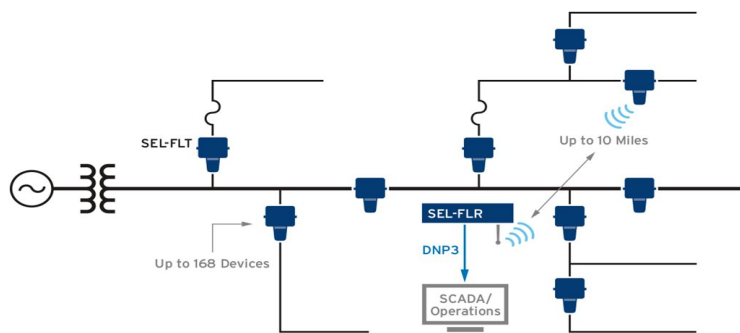 SEL-FLT
Up to 10 Miles
SEL-FLR
DNP3
Up to 168 Devices
SCADA/
Operations